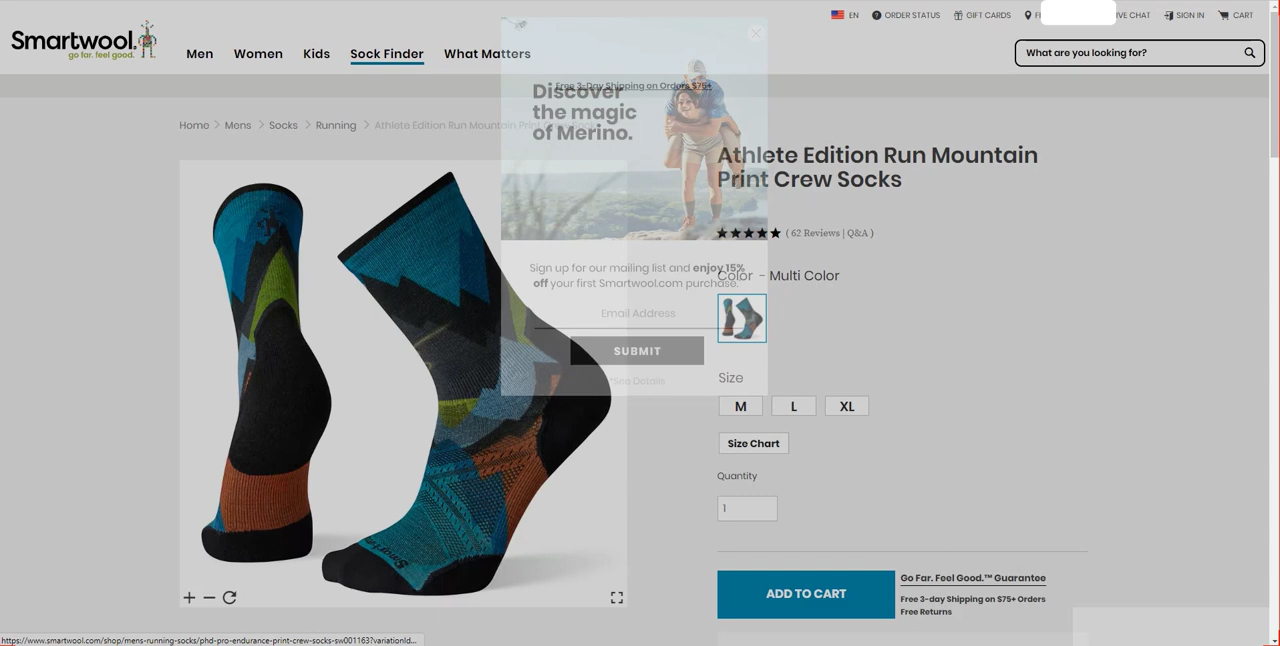 EN
ORDER STATUS
GIFT CARDS
SIGN IN
CART
Smartwool
go far. feel good.
Men
Women
Kids
Sock Finder
What Matters
What are you looking for?
Free 3-Day Shipping on Orders $75+
Discover
the magic
of Merino.
Home > Mens > Socks > Running > Athlete Edition Run Mountain Print Crew Socks
Athlete Edition Run Mountain
Print Crew Socks
( 62 Reviews | Q&A )
Sign up for our mailing list and enjoy 15%
off your first Smartwool.com purchase.
Color - Multi Color
Email Address
SUBMIT
*See Details
Size
M
L
XL
Size Chart
Quantity
1
ADD TO CART
Go Far. Feel Good.™ Guarantee
Free 3-day Shipping on $75+ Orders
Free Returns
https://www.smartwool.com/shop/mens-running-socks/phd-pro-endurance-print-crew-socks-sw001163?variationId...